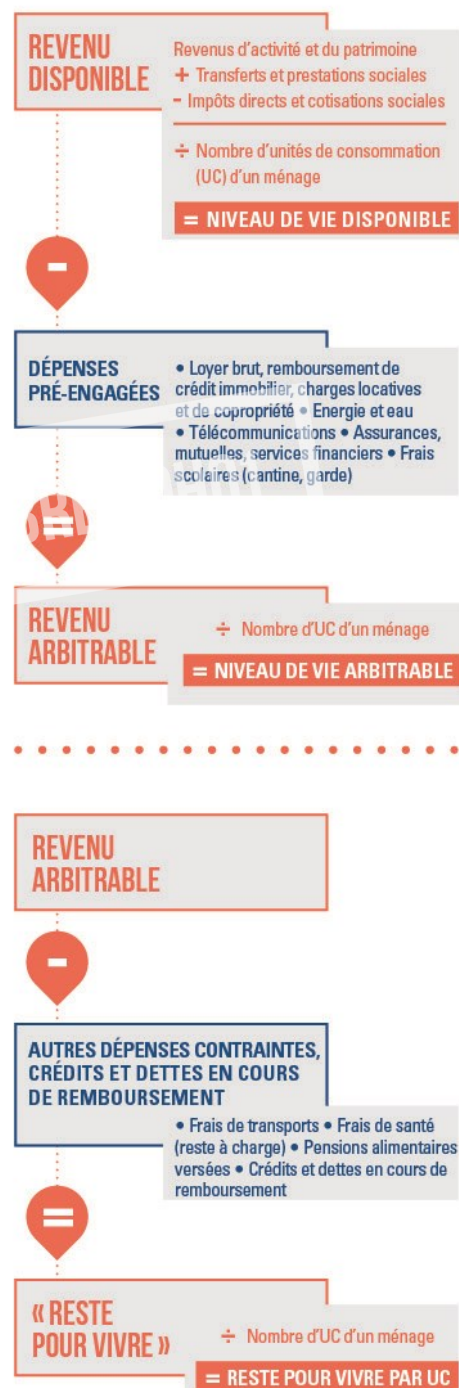 REVENU
DISPONIBLE
Revenus d'activité et du patrimoine
+ Transferts et prestations sociales
- Impôts directs et cotisations sociales
÷ Nombre d'unités de consommation
(UC) d'un ménage
= NIVEAU DE VIE DISPONIBLE
-
DÉPENSES
PRÉ-ENGAGÉES
• Loyer brut, remboursement de
crédit immobilier, charges locatives
et de copropriété • Energie et eau
• Télécommunications • Assurances,
mutuelles, services financiers • Frais
scolaires (cantine, garde)
=
REVENU
ARBITRABLE
÷ Nombre d'UC d'un ménage
= NIVEAU DE VIE ARBITRABLE
REVENU
ARBITRABLE
-
AUTRES DÉPENSES CONTRAINTES,
CRÉDITS ET DETTES EN COURS
DE REMBOURSEMENT
• Frais de transports • Frais de santé
(reste à charge) • Pensions alimentaires
versées • Crédits et dettes en cours de
remboursement
=
« RESTE
POUR VIVRE »
÷ Nombre d'UC d'un ménage
= RESTE POUR VIVRE PAR UC